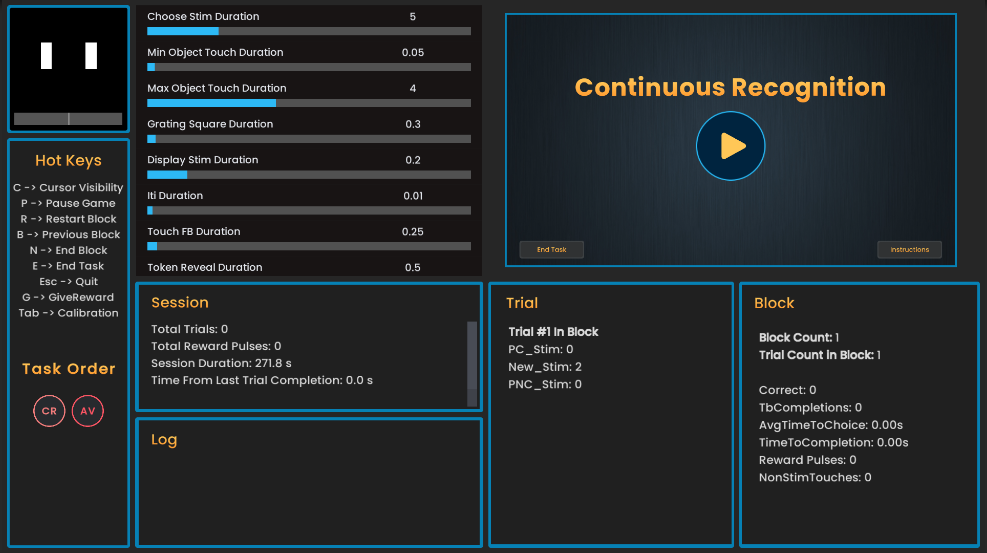 Hot Keys
C -> Cursor Visibility
P -> Pause Game
R -> Restart Block
B -> Previous Block
N -> End Block
E -> End Task
Esc -> Quit
G -> GiveReward
Tab -> Calibration
Task Order
CR AV
Choose Stim Duration 5
Min Object Touch Duration 0.05
Max Object Touch Duration 4
Grating Square Duration 0.3
Display Stim Duration 0.2
Iti Duration 0.01
Touch FB Duration 0.25
Token Reveal Duration 0.5
Continuous Recognition
End Task Instructions
Session
Total Trials: 0
Total Reward Pulses: 0
Session Duration: 271.8 s
Time From Last Trial Completion: 0.0 s
Log
Trial
Trial #1 In Block
PC_Stim: 0
New_Stim: 2
PNC_Stim: 0
Block
Block Count: 1
Trial Count in Block: 1
Correct: 0
TbCompletions: 0
AvgTimeToChoice: 0.00s
TimeToCompletion: 0.00s
Reward Pulses: 0
NonStimTouches: 0